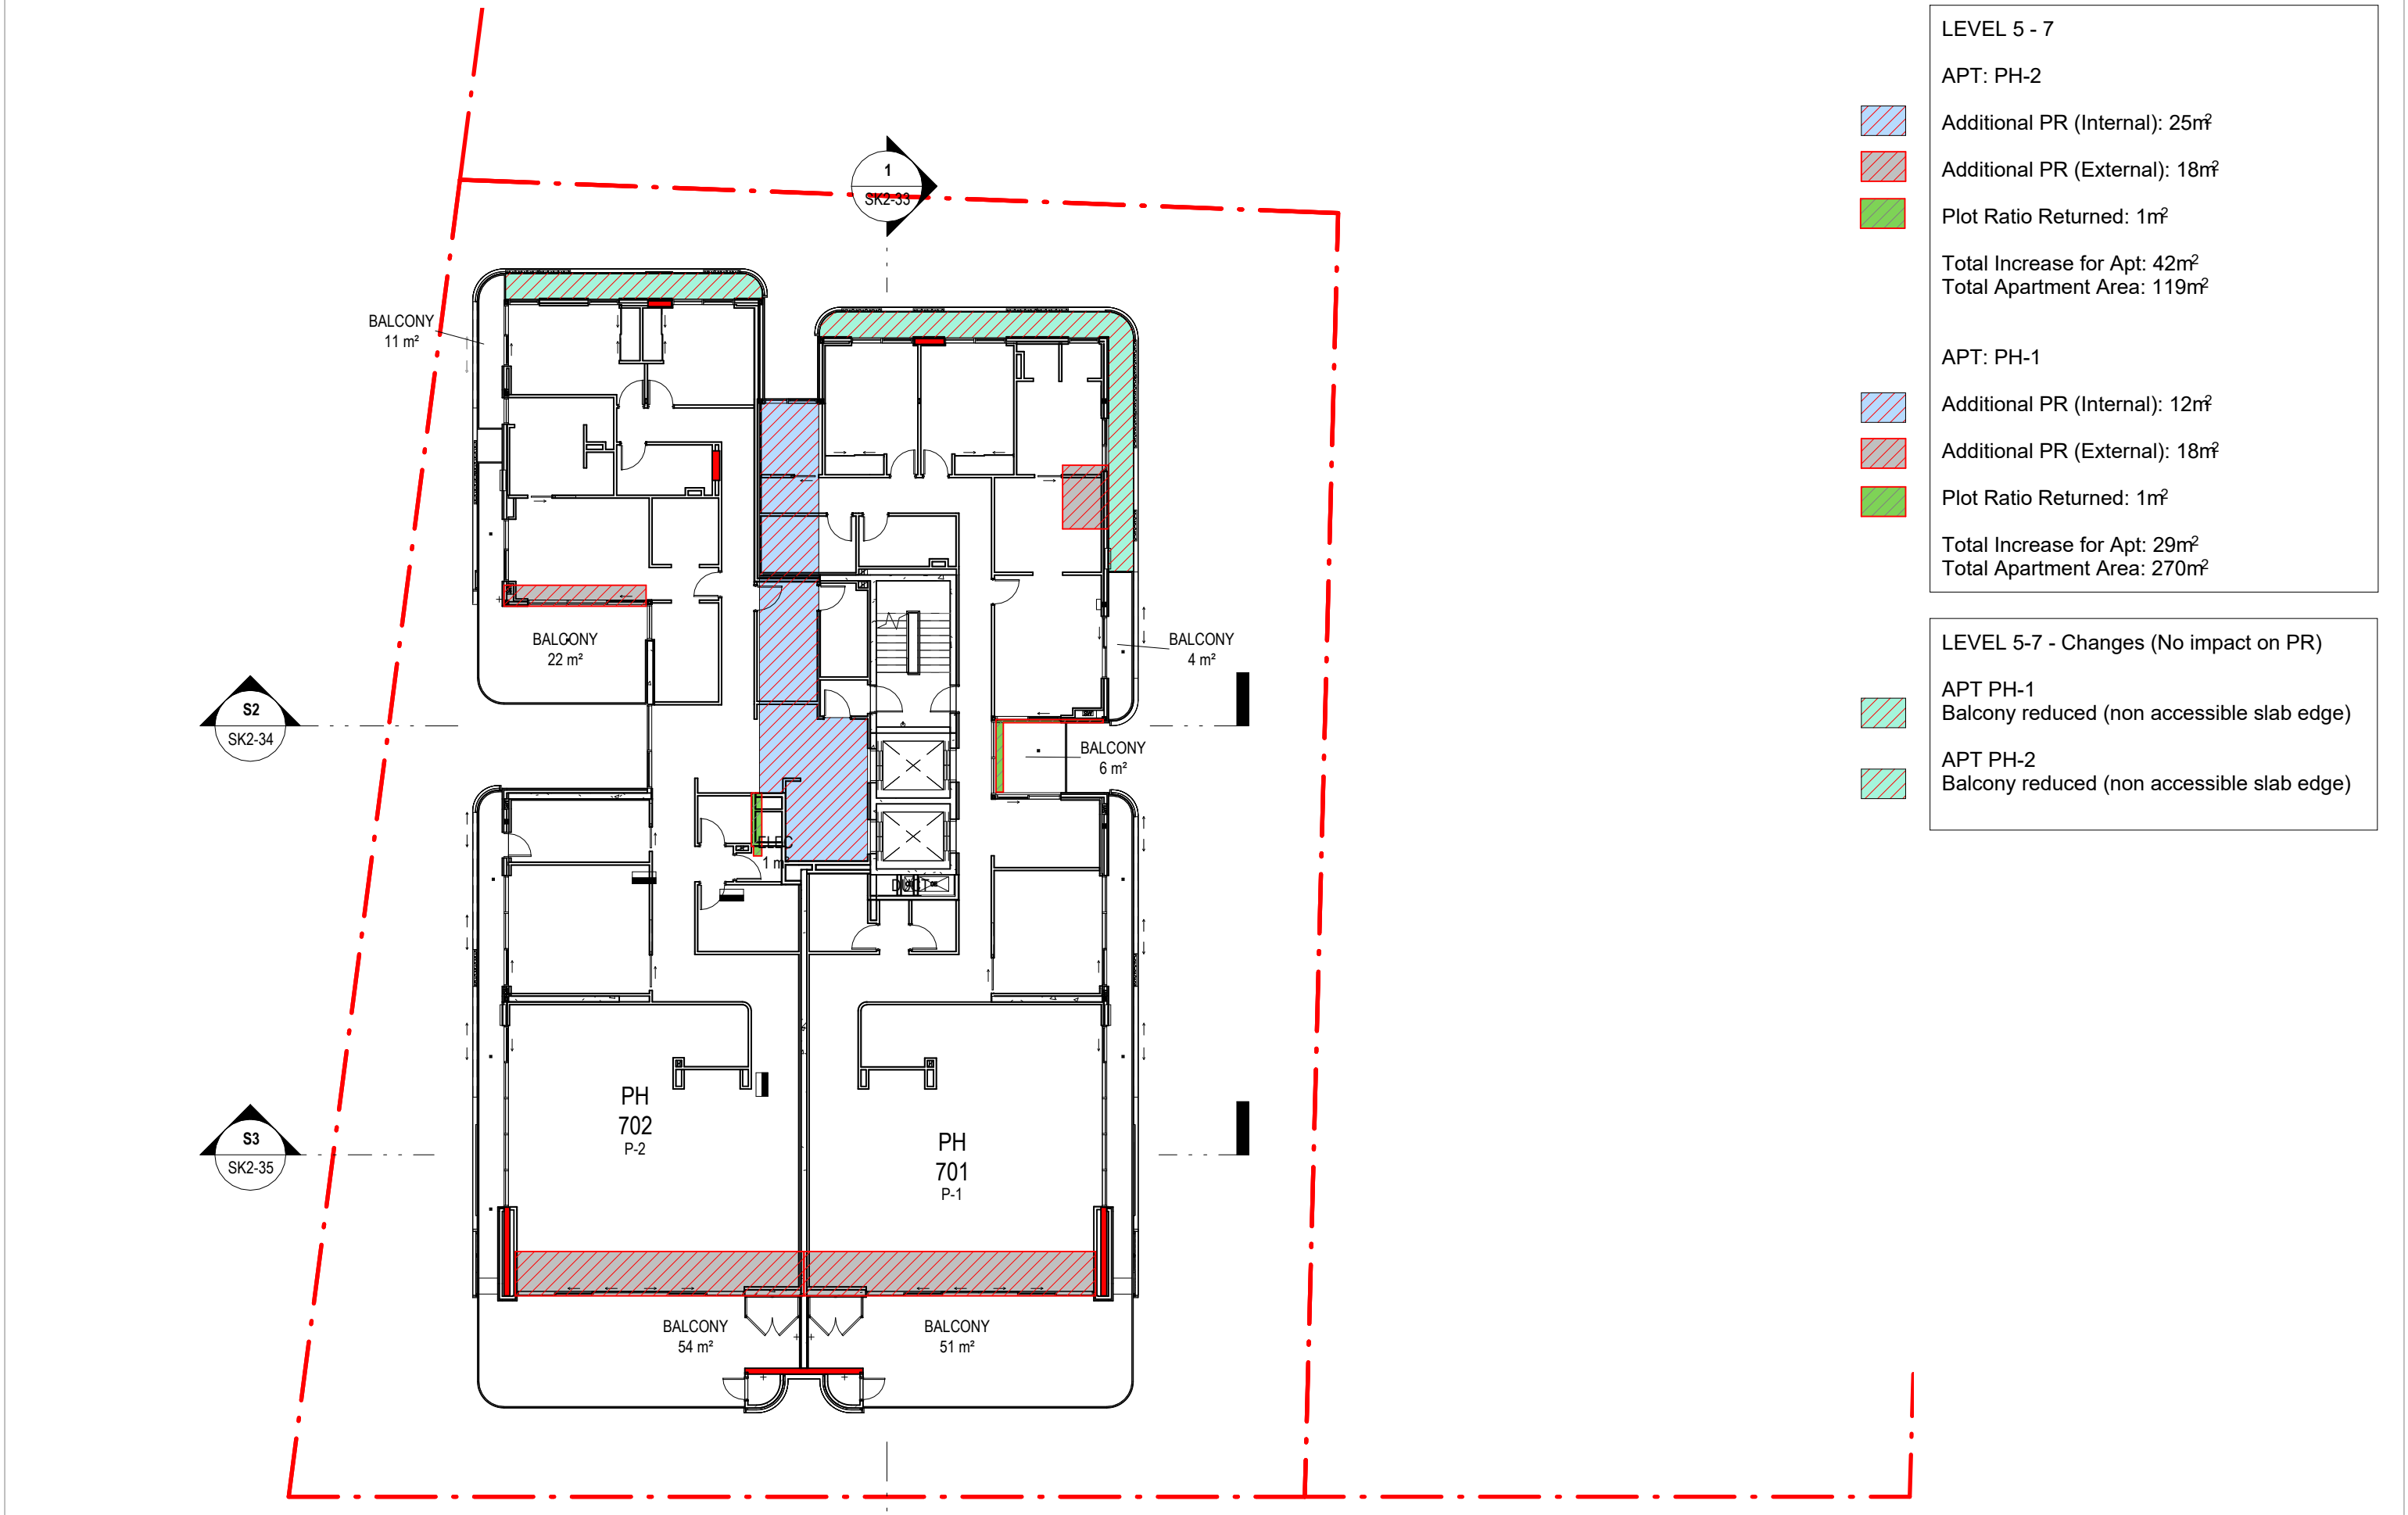 LEVEL 5 - 7
APT: PH-2
Additional PR (Internal): 25m²
Additional PR (External): 18m²
Plot Ratio Returned: 1m²
Total Increase for Apt: 42m²
Total Apartment Area: 119m²
APT: PH-1
Additional PR (Internal): 12m²
Additional PR (External): 18m²
Plot Ratio Returned: 1m²
Total Increase for Apt: 29m²
Total Apartment Area: 270m²
LEVEL 5-7 - Changes (No impact on PR)
APT PH-1
Balcony reduced (non accessible slab edge)
APT PH-2
Balcony reduced (non accessible slab edge)
1
SK2-33
BALCONY
11 m²
BALCONY
22 m²
BALCONY
4 m²
S2
SK2-34
BALCONY
6 m²
ELEC
1 m
PH
702
P-2
PH
701
P-1
S3
SK2-35
BALCONY
54 m²
BALCONY
51 m²